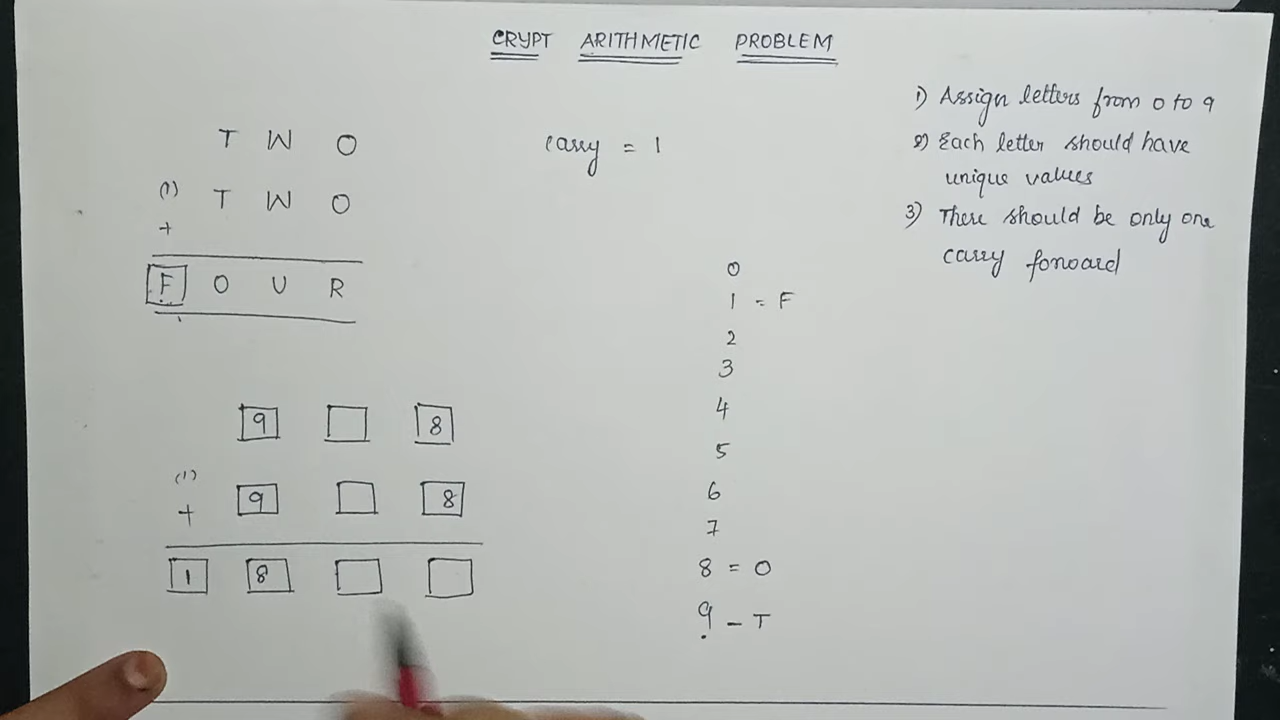 CRYPT ARITHMETIC PROBLEM
T W O
(1) T W O
+
F O U R
carry = 1
1) Assign letters from 0 to 9
2) Each letter should have
unique values
3) There should be only one
carry forward
0
1 = F
2
3
4
5
6
7
8 = O
9 - T
9 8
(1)
+ 9 8
1 8